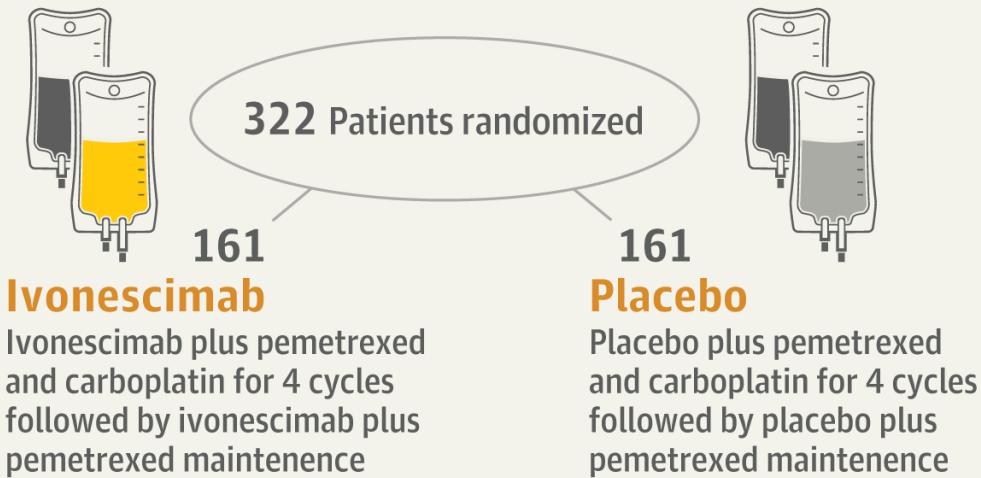 322 Patients randomized
161
Ivonescimab
Ivonescimab plus pemetrexed
and carboplatin for 4 cycles
followed by ivonescimab plus
pemetrexed maintenence
161
Placebo
Placebo plus pemetrexed
and carboplatin for 4 cycles
followed by placebo plus
pemetrexed maintenence